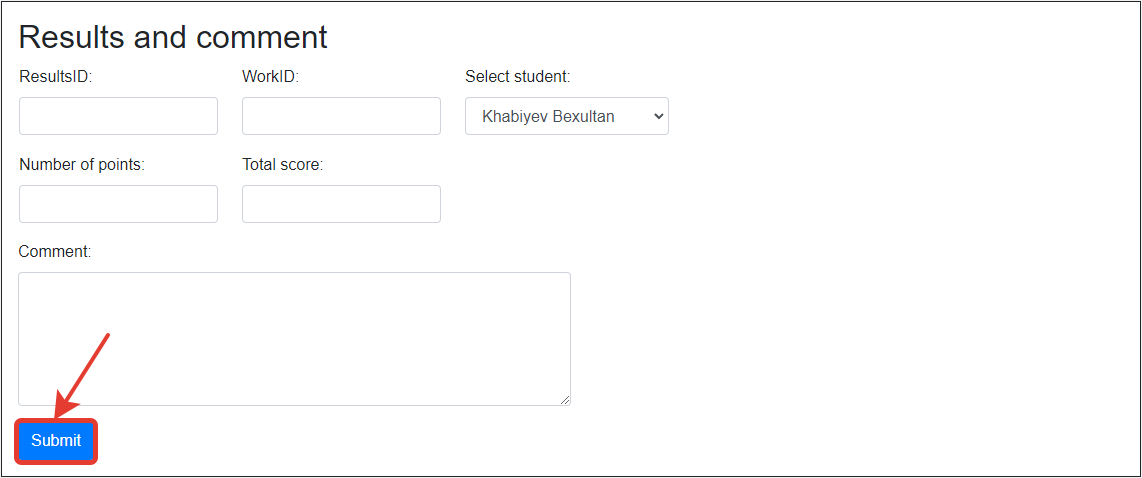 Results and comment
ResultsID: WorkID: Select student:
Khabiyev Bexultan
Number of points: Total score:
Comment:
Submit